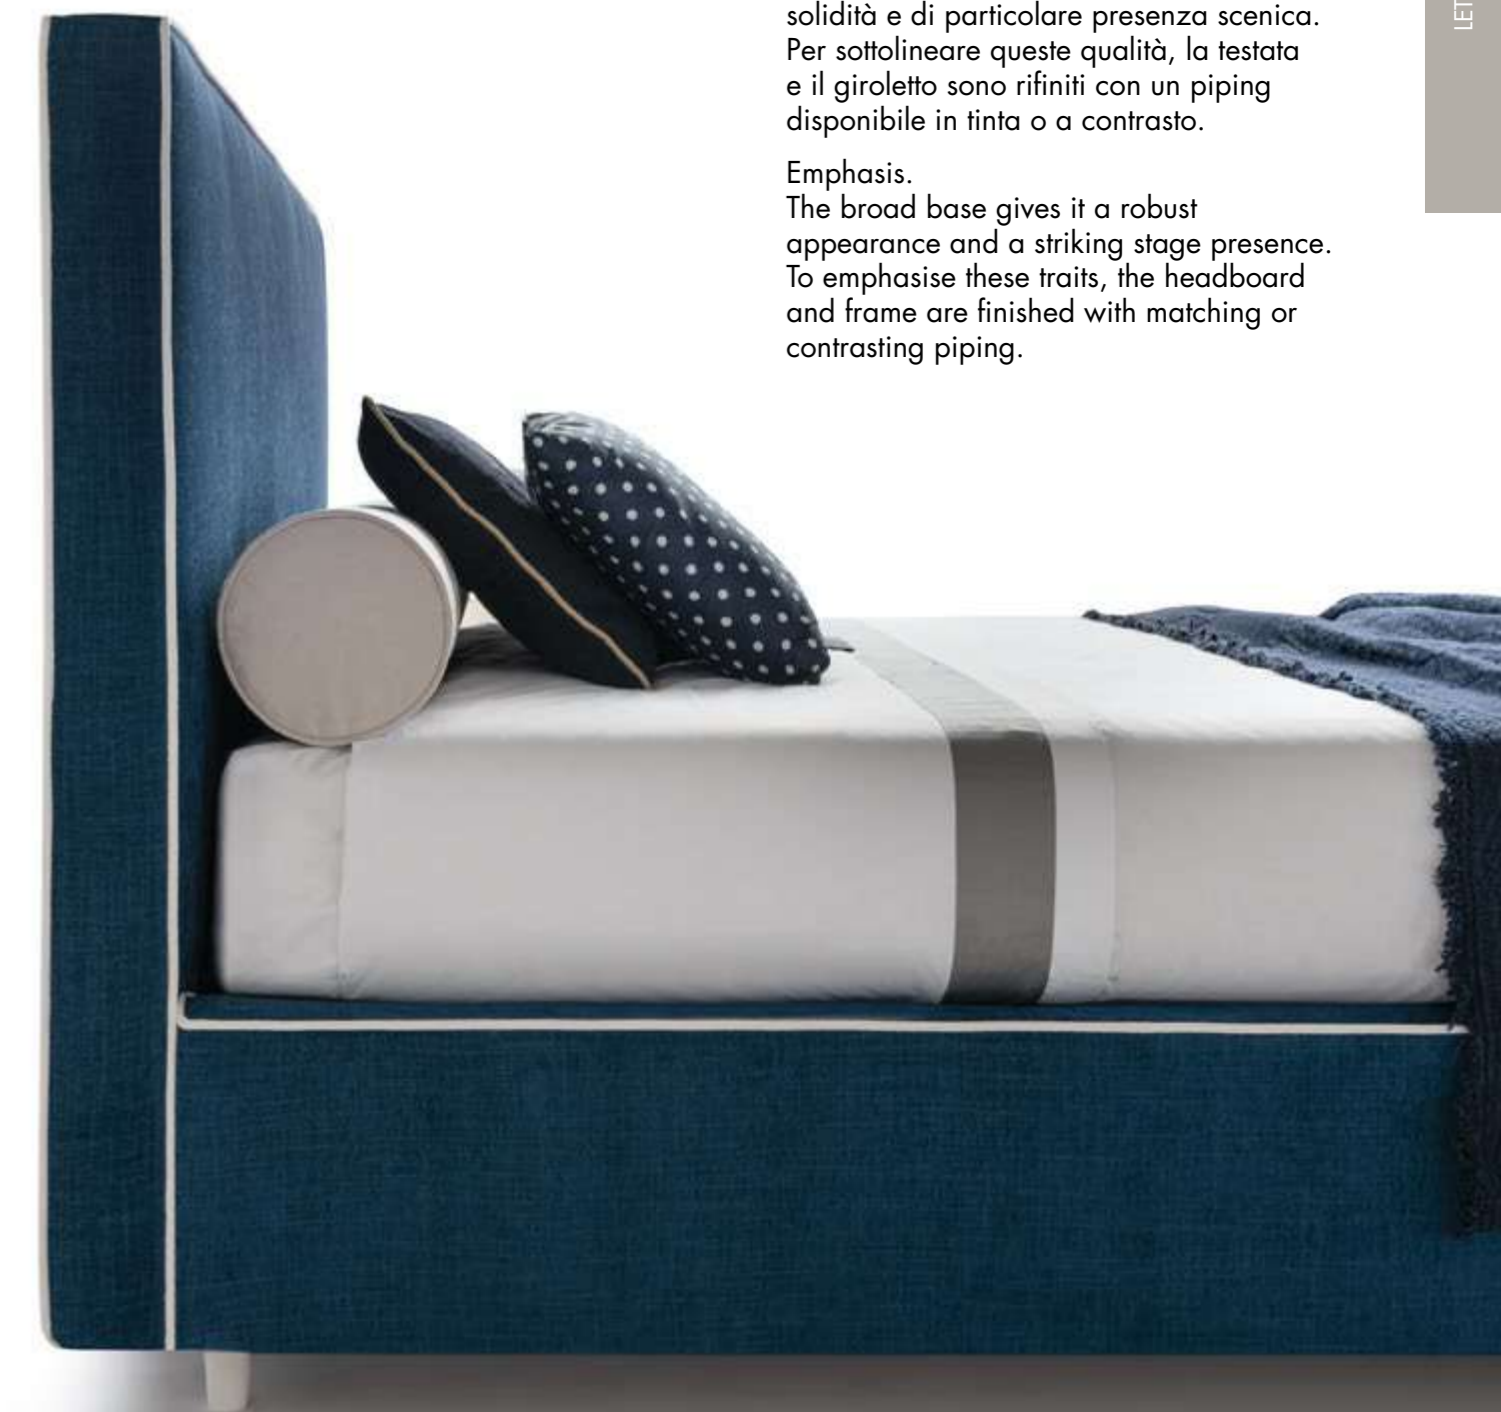 solidità e di particolare presenza scenica.
Per sottolineare queste qualità, la testata
e il giroletto sono rifiniti con un piping
disponibile in tinta o a contrasto.
Emphasis.
The broad base gives it a robust
appearance and a striking stage presence.
To emphasise these traits, the headboard
and frame are finished with matching or
contrasting piping.